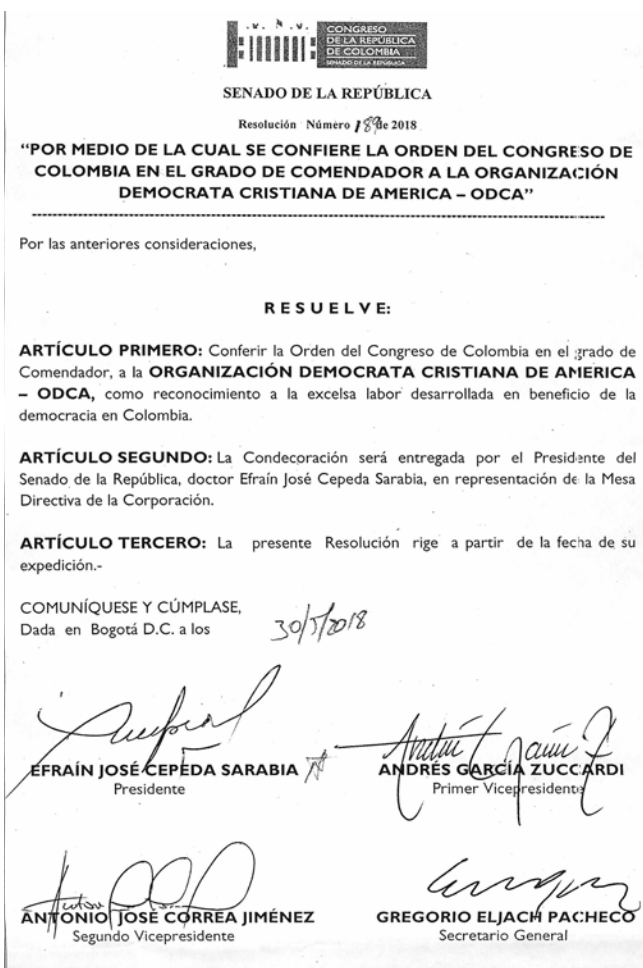 CONGRESO
DE LA REPÚBLICA
DE COLOMBIA
SENADO DE LA REPÚBLICA
SENADO DE LA REPÚBLICA
Resolución Número 189 de 2018
“POR MEDIO DE LA CUAL SE CONFIERE LA ORDEN DEL CONGRESO DE
COLOMBIA EN EL GRADO DE COMENDADOR A LA ORGANIZACIÓN
DEMOCRATA CRISTIANA DE AMERICA – ODCA”
Por las anteriores consideraciones,
R E S U E L V E:
ARTÍCULO PRIMERO: Conferir la Orden del Congreso de Colombia en el grado de
Comendador, a la ORGANIZACIÓN DEMOCRATA CRISTIANA DE AMERICA
– ODCA, como reconocimiento a la excelsa labor desarrollada en beneficio de la
democracia en Colombia.
ARTÍCULO SEGUNDO: La Condecoración será entregada por el Presidente del
Senado de la República, doctor Efraín José Cepeda Sarabia, en representación de la Mesa
Directiva de la Corporación.
ARTÍCULO TERCERO: La presente Resolución rige a partir de la fecha de su
expedición.-
COMUNÍQUESE Y CÚMPLASE,
Dada en Bogotá D.C. a los 30/5/2018
EFRAÍN JOSÉ CEPEDA SARABIA
Presidente
ANDRÉS GARCÍA ZUCCARDI
Primer Vicepresidente
ANTONIO JOSÉ CORREA JIMÉNEZ
Segundo Vicepresidente
GREGORIO ELJACH PACHECO
Secretario General